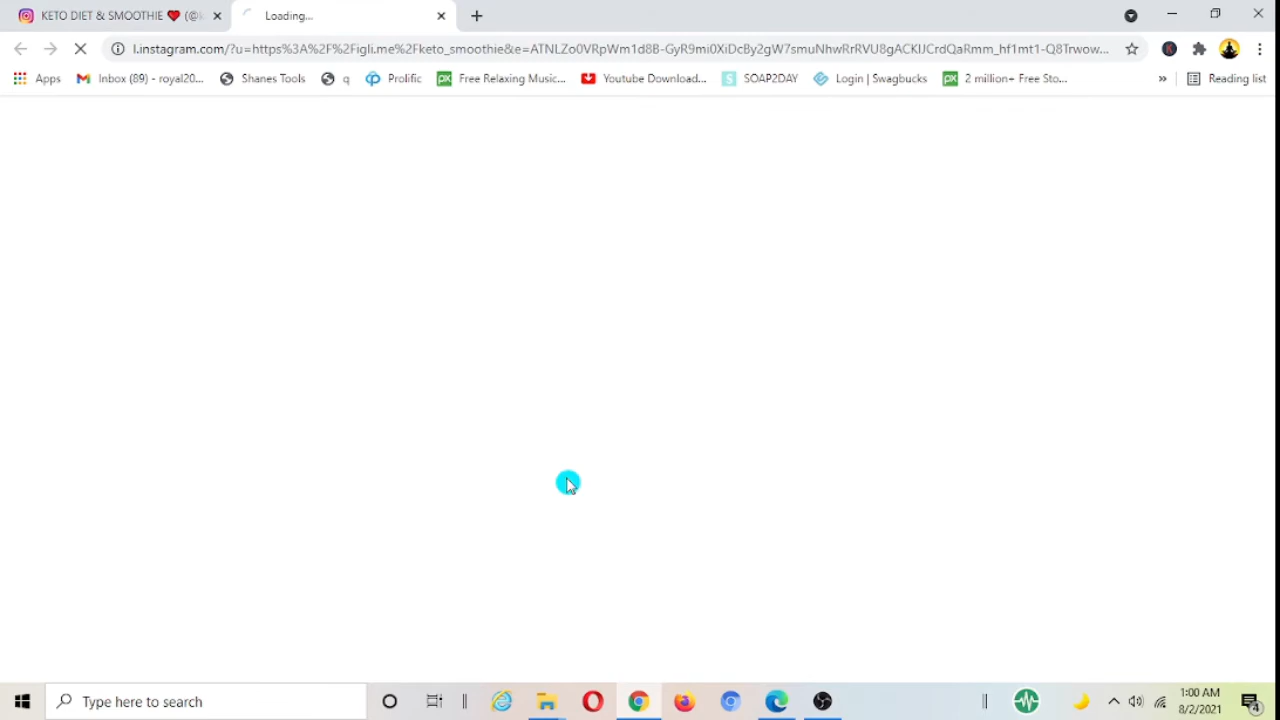 KETO DIET & SMOOTHIE ❤️ (@k
Loading...
l.instagram.com/?u=https%3A%2F%2Figli.me%2Fketo_smoothie&e=ATNLZo0VRpWm1d8B-GyR9mi0XiDcBy2gW7smuNhwRrRVU8gACKlJCrdQaRmm_hf1mt1-Q8Trwow...
Apps
Inbox (89) - royal20...
Shanes Tools
q
Prolific
Free Relaxing Music...
Youtube Download...
SOAP2DAY
Login | Swagbucks
2 million+ Free Sto...
»
Reading list
Type here to search
1:00 AM
8/2/2021
4